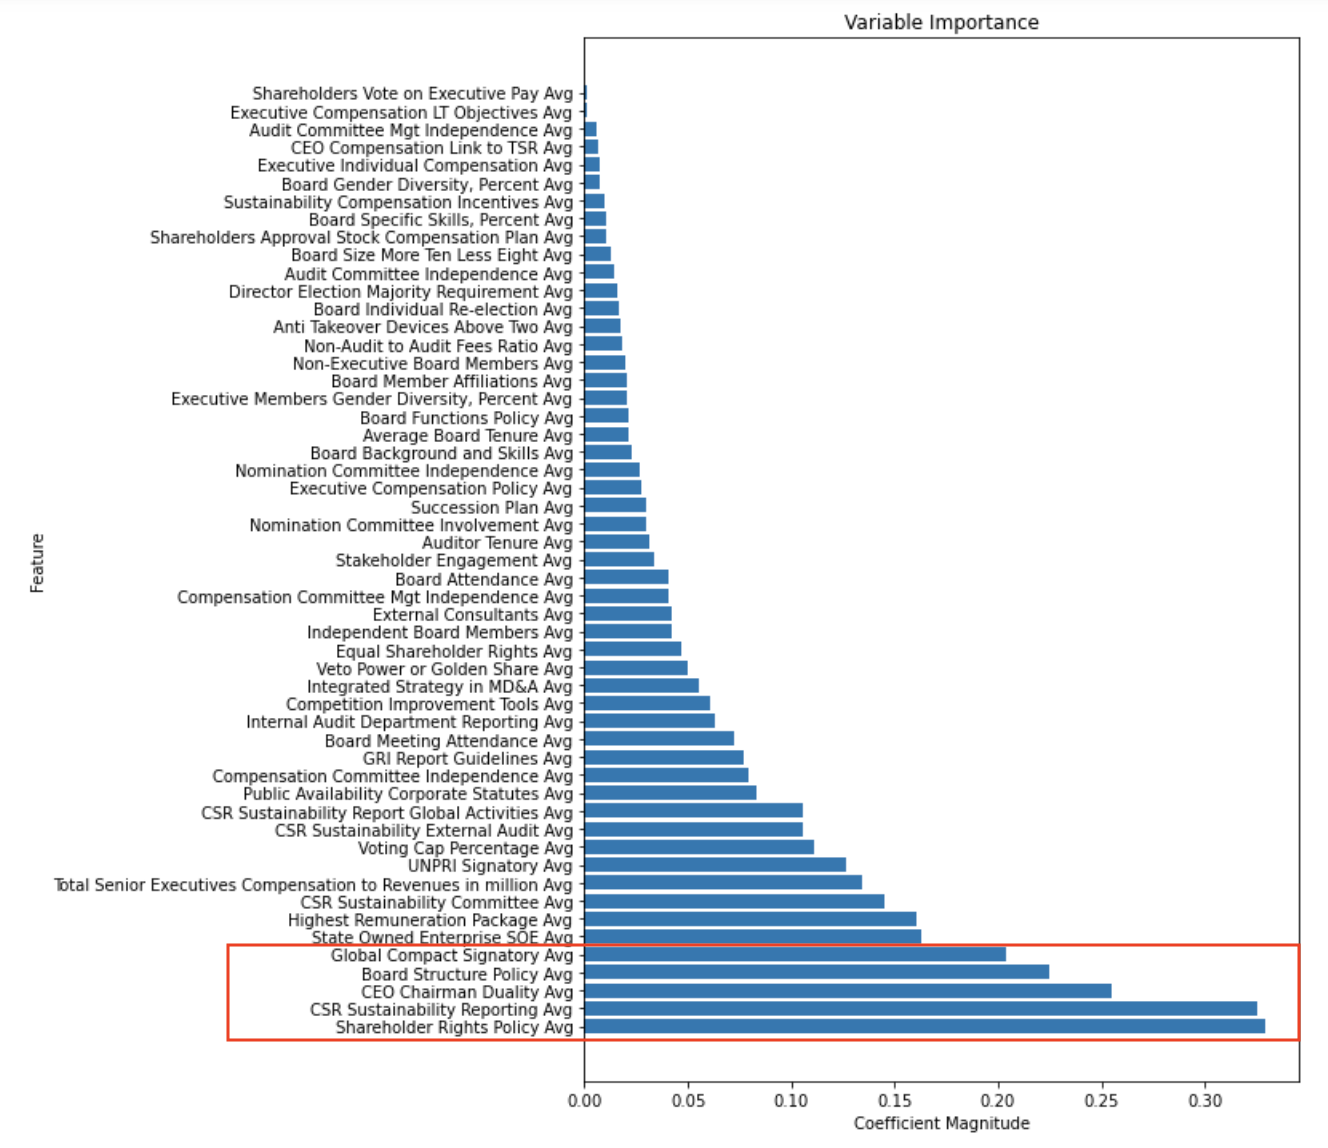 Variable Importance
Shareholders Vote on Executive Pay Avg
Executive Compensation LT Objectives Avg
Audit Committee Mgt Independence Avg
CEO Compensation Link to TSR Avg
Executive Individual Compensation Avg
Board Gender Diversity, Percent Avg
Sustainability Compensation Incentives Avg
Board Specific Skills, Percent Avg
Shareholders Approval Stock Compensation Plan Avg
Board Size More Ten Less Eight Avg
Audit Committee Independence Avg
Director Election Majority Requirement Avg
Board Individual Re-election Avg
Anti Takeover Devices Above Two Avg
Non-Audit to Audit Fees Ratio Avg
Non-Executive Board Members Avg
Board Member Affiliations Avg
Executive Members Gender Diversity, Percent Avg
Board Functions Policy Avg
Average Board Tenure Avg
Board Background and Skills Avg
Nomination Committee Independence Avg
Executive Compensation Policy Avg
Succession Plan Avg
Nomination Committee Involvement Avg
Auditor Tenure Avg
Stakeholder Engagement Avg
Board Attendance Avg
Compensation Committee Mgt Independence Avg
External Consultants Avg
Independent Board Members Avg
Equal Shareholder Rights Avg
Veto Power or Golden Share Avg
Integrated Strategy in MD&A Avg
Competition Improvement Tools Avg
Internal Audit Department Reporting Avg
Board Meeting Attendance Avg
GRI Report Guidelines Avg
Compensation Committee Independence Avg
Public Availability Corporate Statutes Avg
CSR Sustainability Report Global Activities Avg
CSR Sustainability External Audit Avg
Voting Cap Percentage Avg
UNPRI Signatory Avg
Total Senior Executives Compensation to Revenues in million Avg
CSR Sustainability Committee Avg
Highest Remuneration Package Avg
State Owned Enterprise SOE Avg
Global Compact Signatory Avg
Board Structure Policy Avg
CEO Chairman Duality Avg
CSR Sustainability Reporting Avg
Shareholder Rights Policy Avg
Feature
0.00 0.05 0.10 0.15 0.20 0.25 0.30
Coefficient Magnitude